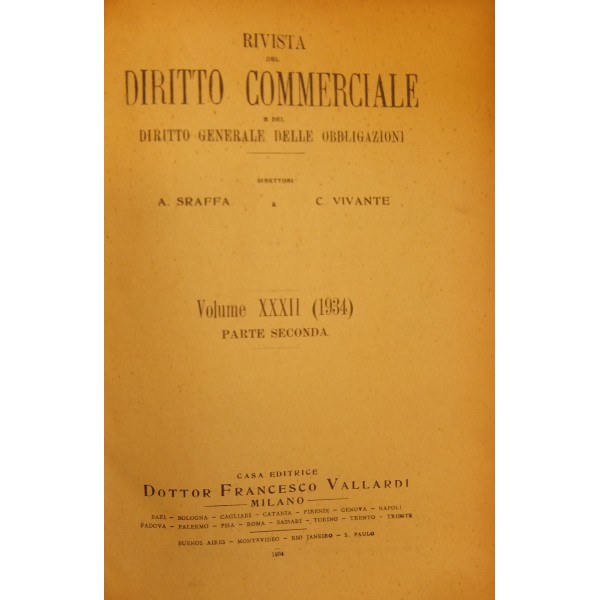 RIVISTA
DEL
DIRITTO COMMERCIALE
E DEL
DIRITTO GENERALE DELLE OBBLIGAZIONI
DIRETTORI
A. SRAFFA & C. VIVANTE
Volume XXXII (1934)
PARTE SECONDA
CASA EDITRICE
DOTTOR FRANCESCO VALLARDI
MILANO
BARI - BOLOGNA - CAGLIARI - CATANIA - FIRENZE - GENOVA - NAPOLI
PADOVA - PALERMO - PISA - ROMA - SASSARI - TORINO - TRENTO - TRIESTE
BUENOS AIRES - MONTEVIDEO - RIO JANEIRO - S. PAULO
1934